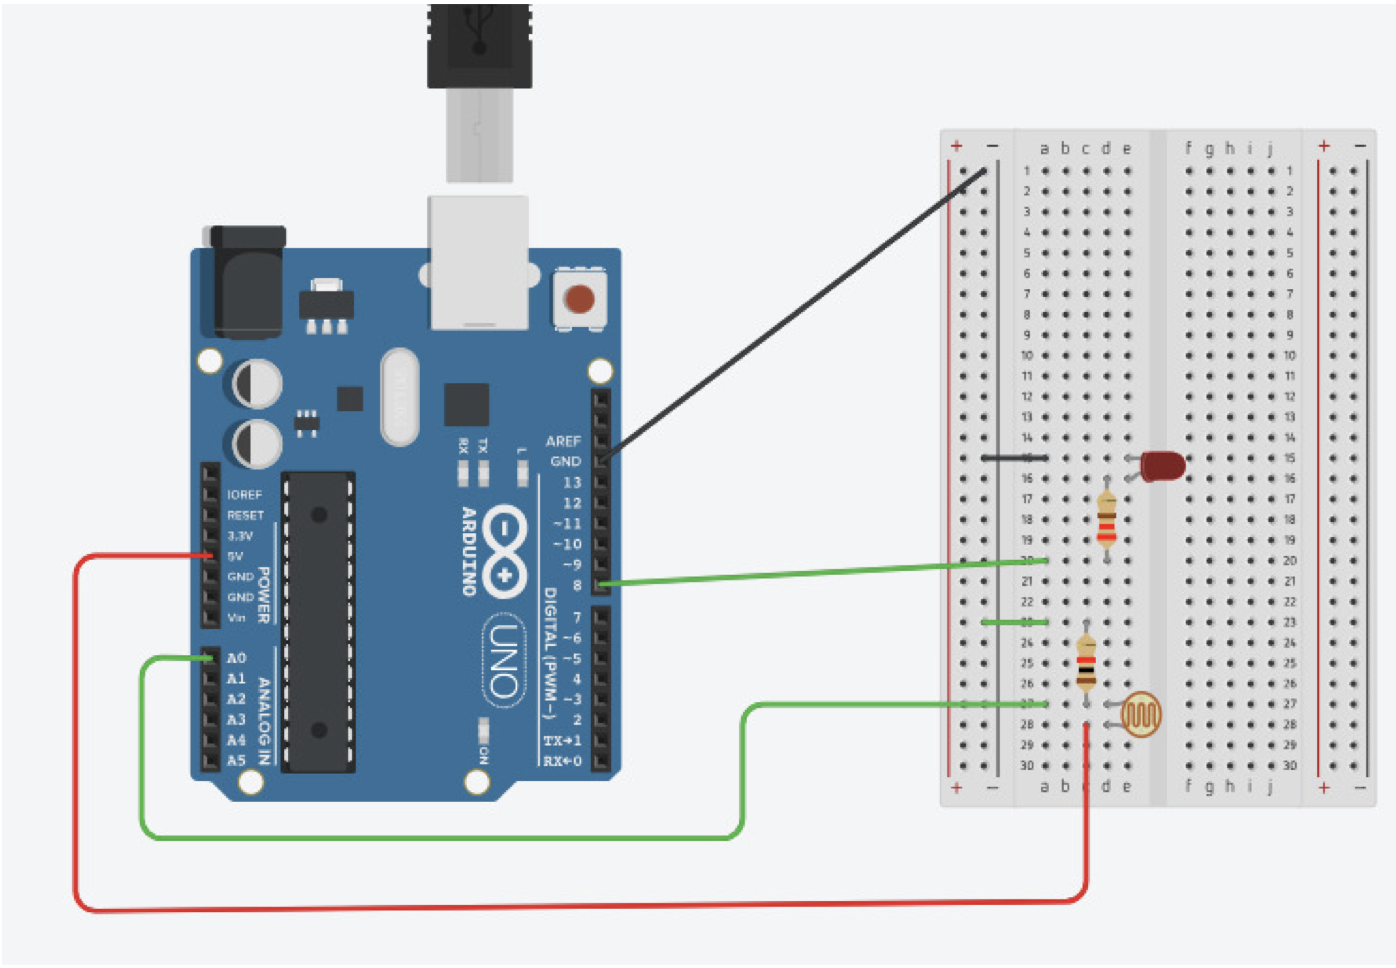 + − a b c d e f g h i j + −
1 1
2 2
3 3
4 4
5 5
6 6
7 7
8 8
9 9
10 10
11 11
12 12
13 13
14 14
15 15
16 16
17 17
18 18
19 19
20 20
21 21
22 22
23 23
24 24
25 25
26 26
27 27
28 28
29 29
30 30
+ − a b c d e f g h i j + −
AREF
GND
13
12
~11
~10
~9
8
7
~6
~5
4
~3
2
TX→1
RX←0
DIGITAL (PWM~)
RX
TX
L
ARDUINO
UNO
ON
IOREF
RESET
3.3V
5V
GND
GND
Vin
POWER
A0
A1
A2
A3
A4
A5
ANALOG IN